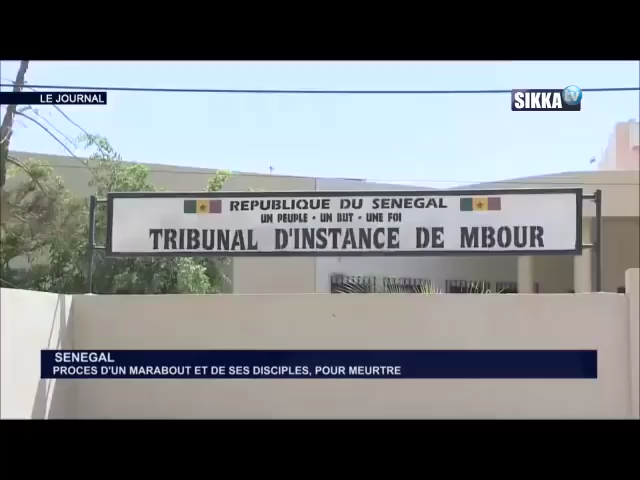 LE JOURNAL
SIKKA TV
REPUBLIQUE DU SENEGAL
UN PEUPLE - UN BUT - UNE FOI
TRIBUNAL D'INSTANCE DE MBOUR
SENEGAL
PROCES D'UN MARABOUT ET DE SES DISCIPLES, POUR MEURTRE